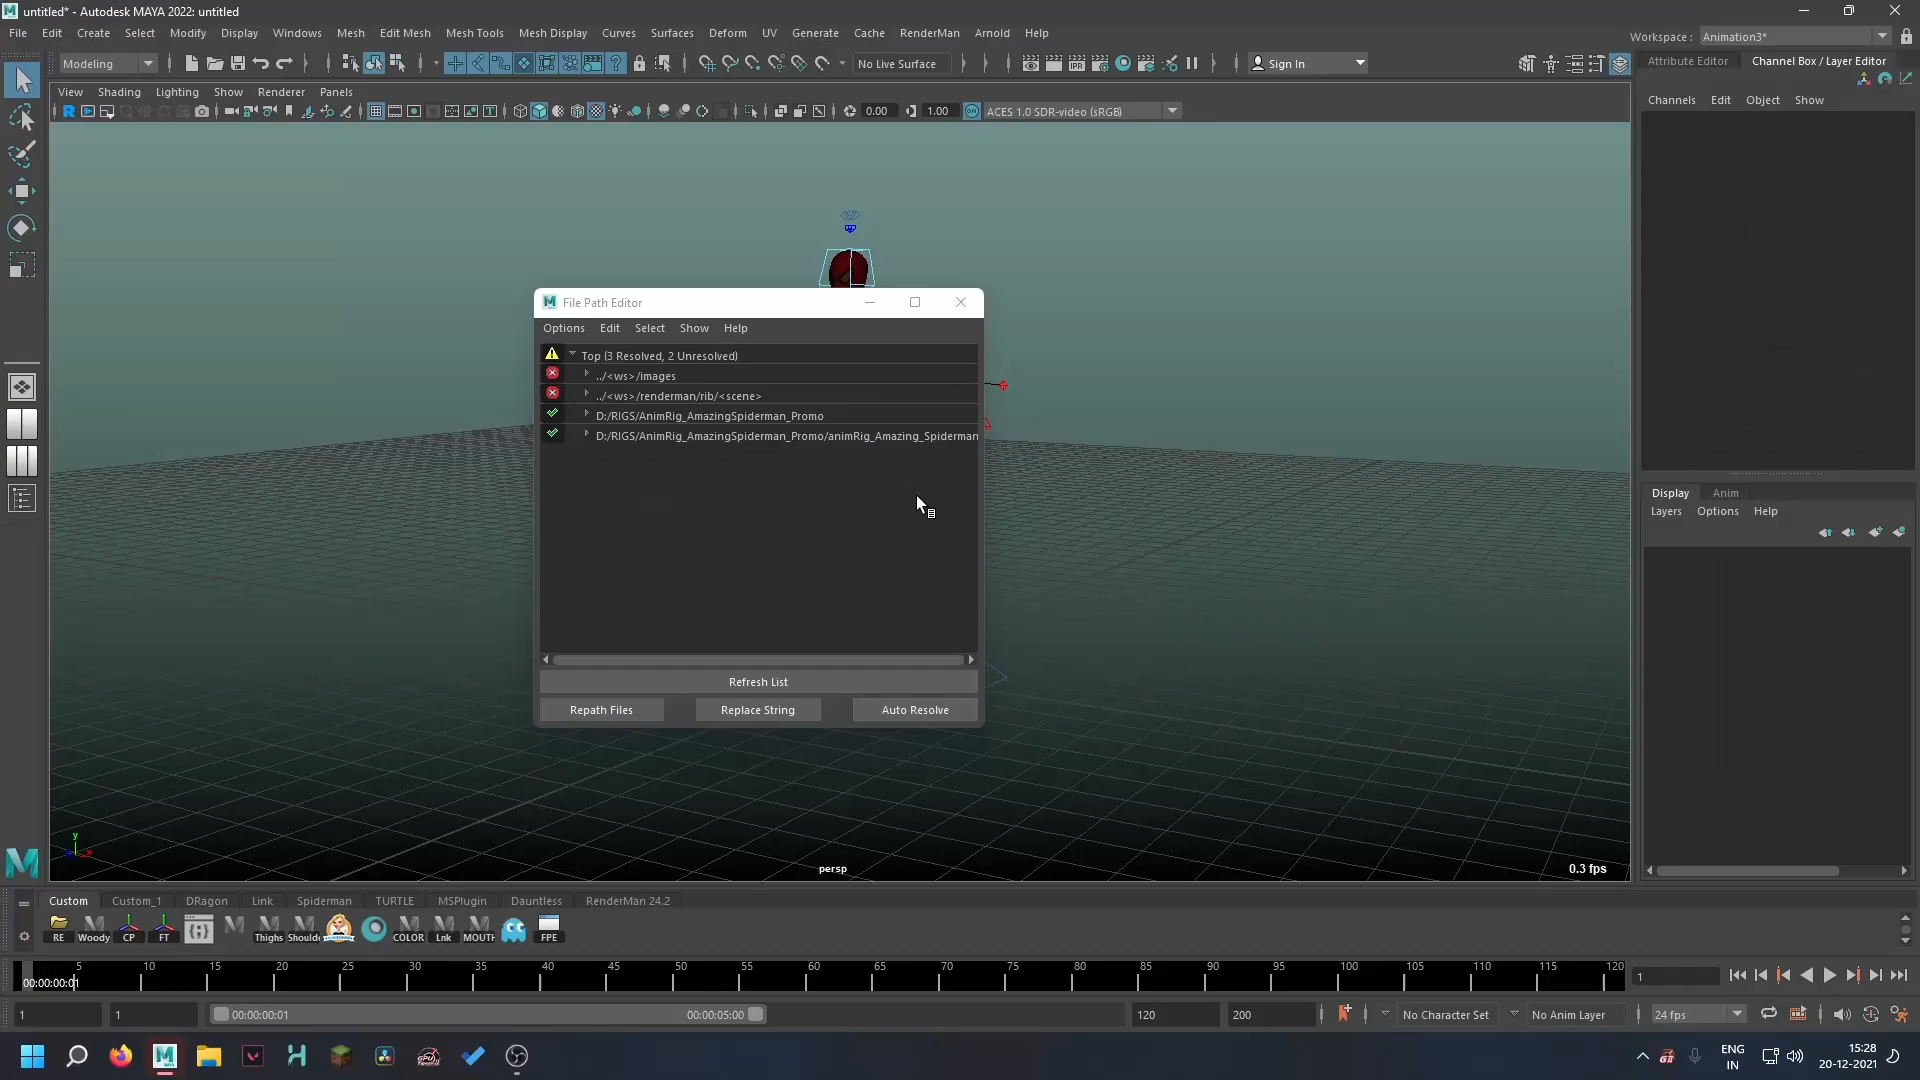 untitled* - Autodesk MAYA 2022: untitled
File Edit Create Select Modify Display Windows Mesh Edit Mesh Mesh Tools Mesh Display Curves Surfaces Deform UV Generate Cache RenderMan Arnold Help
Workspace : Animation3*
Modeling
No Live Surface
Sign In
Attribute Editor Channel Box / Layer Editor
View Shading Lighting Show Renderer Panels
Channels Edit Object Show
0.00 1.00 ON ACES 1.0 SDR-video (sRGB)
File Path Editor
Options Edit Select Show Help
Top (3 Resolved, 2 Unresolved)
../<ws>/images
../<ws>/renderman/rib/<scene>
D:/RIGS/AnimRig_AmazingSpiderman_Promo
D:/RIGS/AnimRig_AmazingSpiderman_Promo/animRig_Amazing_Spiderman
Refresh List
Repath Files Replace String Auto Resolve
Display Anim
Layers Options Help
y
x
persp
0.3 fps
Custom Custom_1 DRagon Link Spiderman TURTLE MSPlugin Dauntless RenderMan 24.2
RE Woody CP FT Thighs Should COLOR Lnk MOUTH FPE
5 10 15 20 25 30 35 40 45 50 55 60 65 70 75 80 85 90 95 100 105 110 115 120
00:00:00:01
1
1 1 00:00:00:01 00:00:05:00 120 200 No Character Set No Anim Layer 24 fps
ENG
IN
15:28
20-12-2021